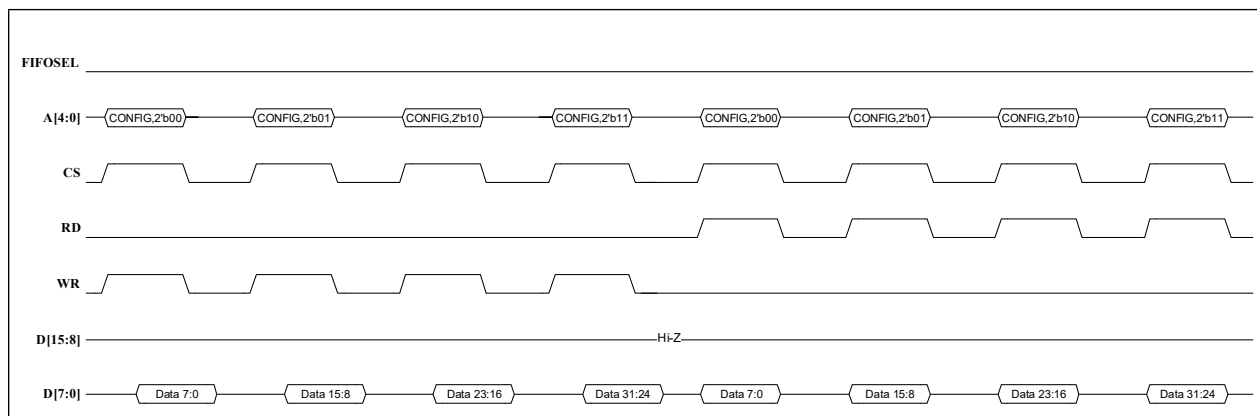 FIFOSEL
A[4:0] CONFIG,2'b00 CONFIG,2'b01 CONFIG,2'b10 CONFIG,2'b11 CONFIG,2'b00 CONFIG,2'b01 CONFIG,2'b10 CONFIG,2'b11
CS
RD
WR
D[15:8] Hi-Z
D[7:0] Data 7:0 Data 15:8 Data 23:16 Data 31:24 Data 7:0 Data 15:8 Data 23:16 Data 31:24